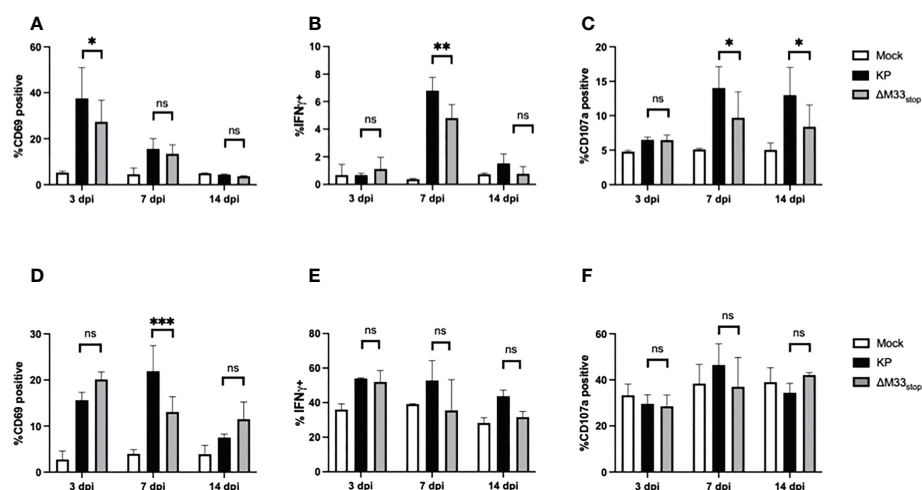 A
B
C
60
40
20
0
%CD69 positive
*
ns
ns
3 dpi
7 dpi
14 dpi
10
8
6
4
2
0
%IFNγ+
ns
**
ns
3 dpi
7 dpi
14 dpi
20
15
10
5
0
%CD107a positive
ns
*
*
3 dpi
7 dpi
14 dpi
Mock
KP
ΔM33stop
D
E
F
30
20
10
0
%CD69 positive
ns
***
ns
3 dpi
7 dpi
14 dpi
80
60
40
20
0
% IFNγ+
ns
ns
ns
3 dpi
7 dpi
14 dpi
60
40
20
0
%CD107a positive
ns
ns
ns
3 dpi
7 dpi
14 dpi
Mock
KP
ΔM33stop